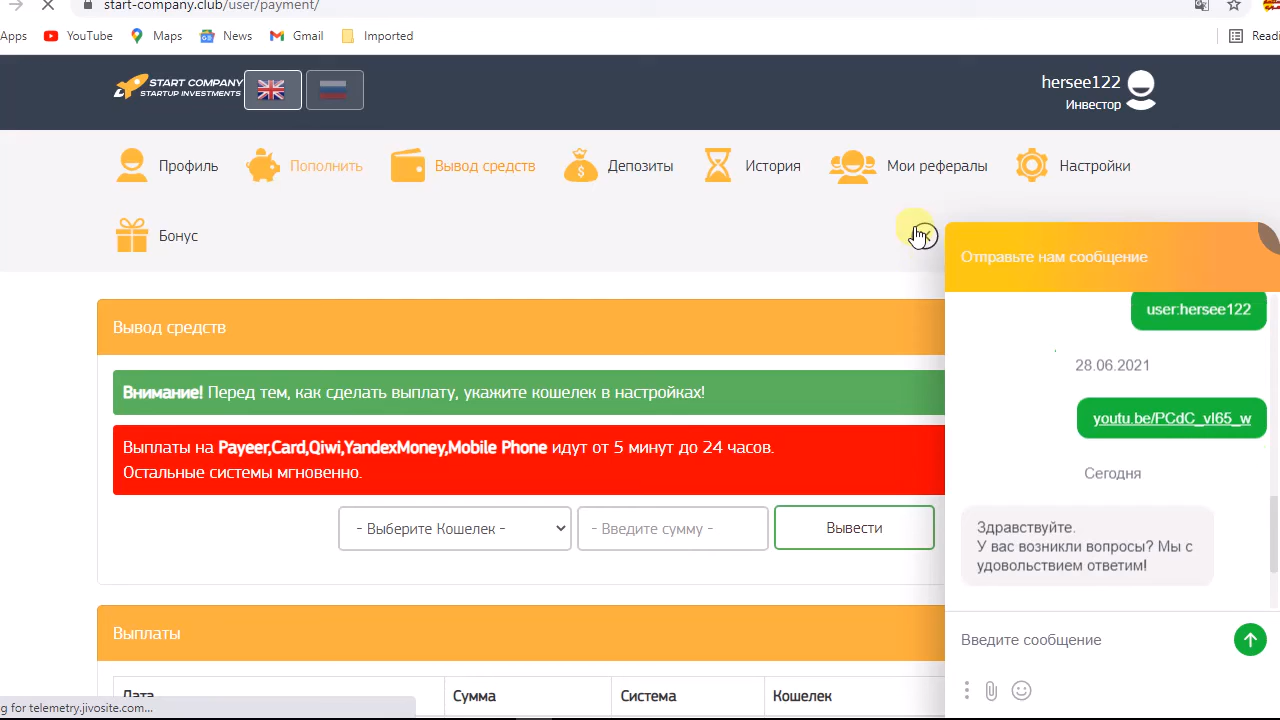 start-company.club/user/payment/
Apps YouTube Maps News Gmail Imported
START COMPANY
STARTUP INVESTMENTS
hersee122
Инвестор
Профиль Пополнить Вывод средств Депозиты История Мои рефералы Настройки
Бонус
Вывод средств
Внимание! Перед тем, как сделать выплату, укажите кошелек в настройках!
Выплаты на Payeer,Card,Qiwi,YandexMoney,Mobile Phone идут от 5 минут до 24 часов.
Остальные системы мгновенно.
- Выберите Кошелек - - Введите сумму - Вывести
Выплаты
Дата Сумма Система Кошелек
Отправьте нам сообщение
user:hersee122
28.06.2021
youtu.be/PCdC_vl65_w
Сегодня
Здравствуйте.
У вас возникли вопросы? Мы с
удовольствием ответим!
Введите сообщение
g for telemetry.jivosite.com...